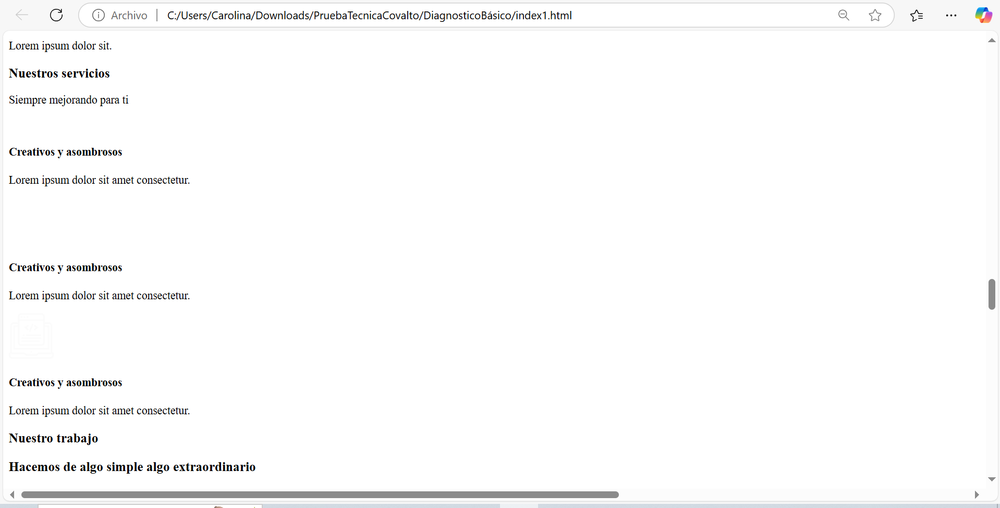 Archivo | C:/Users/Carolina/Downloads/PruebaTecnicaCovalto/DiagnosticoBásico/index1.html
Lorem ipsum dolor sit.
Nuestros servicios
Siempre mejorando para ti
Creativos y asombrosos
Lorem ipsum dolor sit amet consectetur.
Creativos y asombrosos
Lorem ipsum dolor sit amet consectetur.
Creativos y asombrosos
Lorem ipsum dolor sit amet consectetur.
Nuestro trabajo
Hacemos de algo simple algo extraordinario